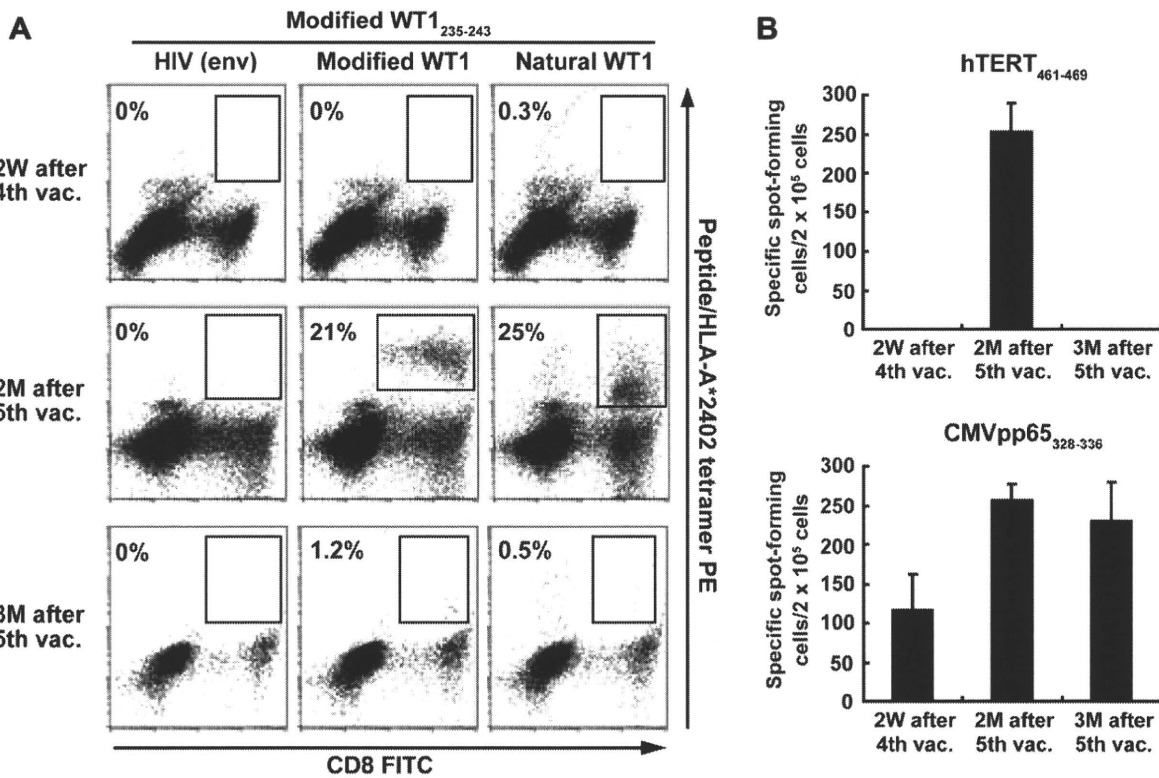 A
Modified WT1235-243
HIV (env)
Modified WT1
Natural WT1
2W after
4th vac.
0%
0%
0.3%
2M after
5th vac.
0%
21%
25%
3M after
5th vac.
0%
1.2%
0.5%
CD8 FITC
Peptide/HLA-A*2402 tetramer PE
B
hTERT461-469
Specific spot-forming
cells/2 x 10⁵ cells
300
250
200
150
100
50
0
2W after
4th vac.
2M after
5th vac.
3M after
5th vac.
CMVpp65328-336
Specific spot-forming
cells/2 x 10⁵ cells
300
250
200
150
100
50
0
2W after
4th vac.
2M after
5th vac.
3M after
5th vac.